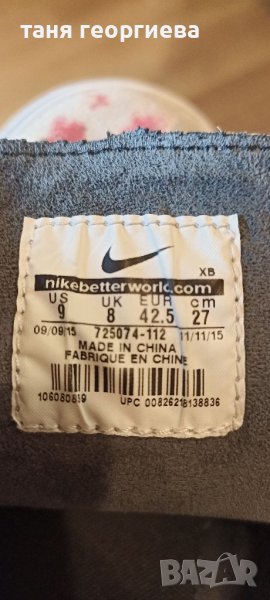 таня георгиева
XB
nikebetterworld.com
US UK EUR cm
9 8 42.5 27
09/09/15 725074-112 11/11/15
MADE IN CHINA
FABRIQUE EN CHINE
UPC 00826218138836
BAZAR